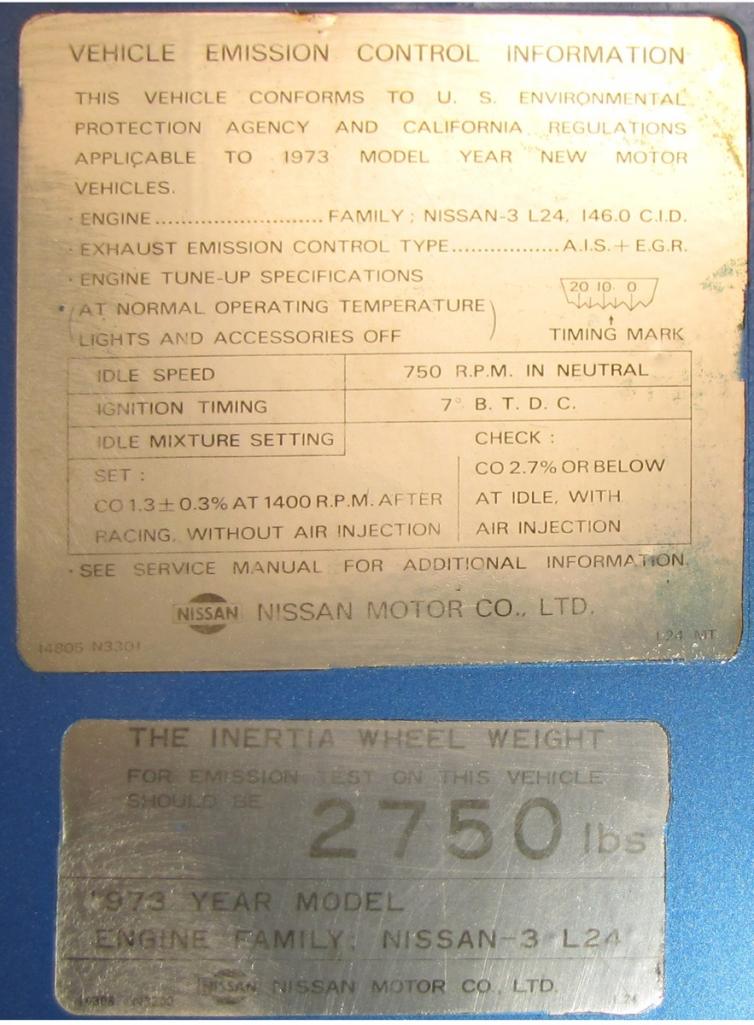 VEHICLE EMISSION CONTROL INFORMATION
THIS VEHICLE CONFORMS TO U. S. ENVIRONMENTAL
PROTECTION AGENCY AND CALIFORNIA REGULATIONS
APPLICABLE TO 1973 MODEL YEAR NEW MOTOR
VEHICLES.
· ENGINE.......................... FAMILY ; NISSAN-3 L24, 146.0 C.I.D.
· EXHAUST EMISSION CONTROL TYPE................. A.I.S. + E.G.R.
· ENGINE TUNE-UP SPECIFICATIONS
(AT NORMAL OPERATING TEMPERATURE
LIGHTS AND ACCESSORIES OFF)
20 10 0
TIMING MARK
IDLE SPEED 750 R.P.M. IN NEUTRAL
IGNITION TIMING 7° B. T. D. C.
IDLE MIXTURE SETTING
SET :
CO 1.3 ± 0.3% AT 1400 R.P.M. AFTER
RACING, WITHOUT AIR INJECTION
CHECK :
CO 2.7% OR BELOW
AT IDLE, WITH
AIR INJECTION
· SEE SERVICE MANUAL FOR ADDITIONAL INFORMATION.
NISSAN NISSAN MOTOR CO., LTD.
14805 N3301 L24 MT
THE INERTIA WHEEL WEIGHT
FOR EMISSION TEST ON THIS VEHICLE
SHOULD BE
2750 lbs
1973 YEAR MODEL
ENGINE FAMILY; NISSAN-3 L24
NISSAN NISSAN MOTOR CO., LTD.
L24